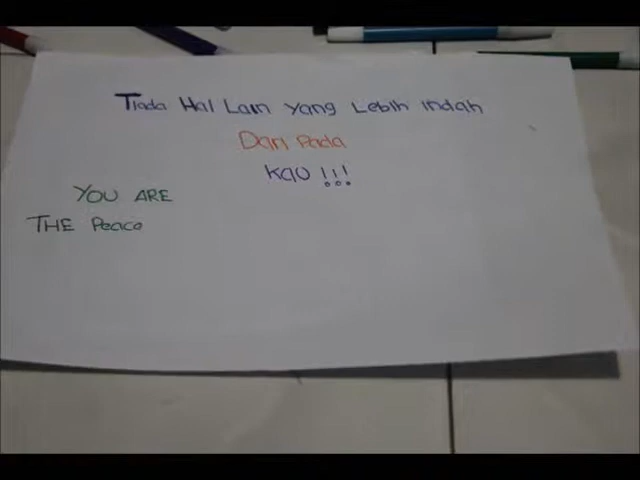 Tiada Hal Lain yang Lebih indah
Dari Pada
Kau !!!
YOU ARE
THE Peace